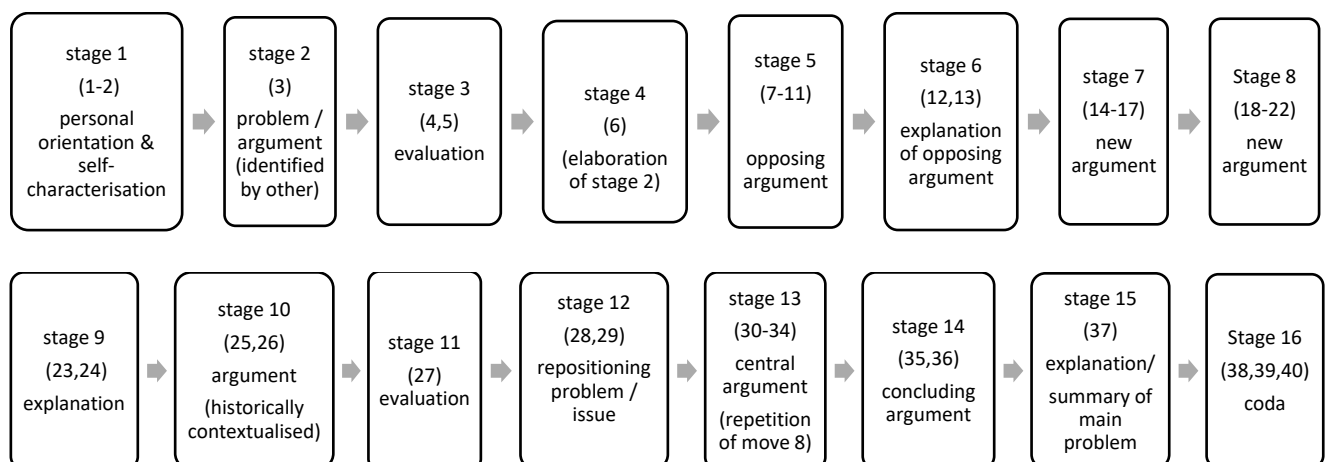 stage 1
(1-2)
personal
orientation &
self-
characterisation
stage 2
(3)
problem /
argument
(identified
by other)
stage 3
(4,5)
evaluation
stage 4
(6)
(elaboration
of stage 2)
stage 5
(7-11)
opposing
argument
stage 6
(12,13)
explanation
of opposing
argument
stage 7
(14-17)
new
argument
Stage 8
(18-22)
new
argument
stage 9
(23,24)
explanation
stage 10
(25,26)
argument
(historically
contextualised)
stage 11
(27)
evaluation
stage 12
(28,29)
repositioning
problem /
issue
stage 13
(30-34)
central
argument
(repetition
of move 8)
stage 14
(35,36)
concluding
argument
stage 15
(37)
explanation/
summary of
main
problem
Stage 16
(38,39,40)
coda